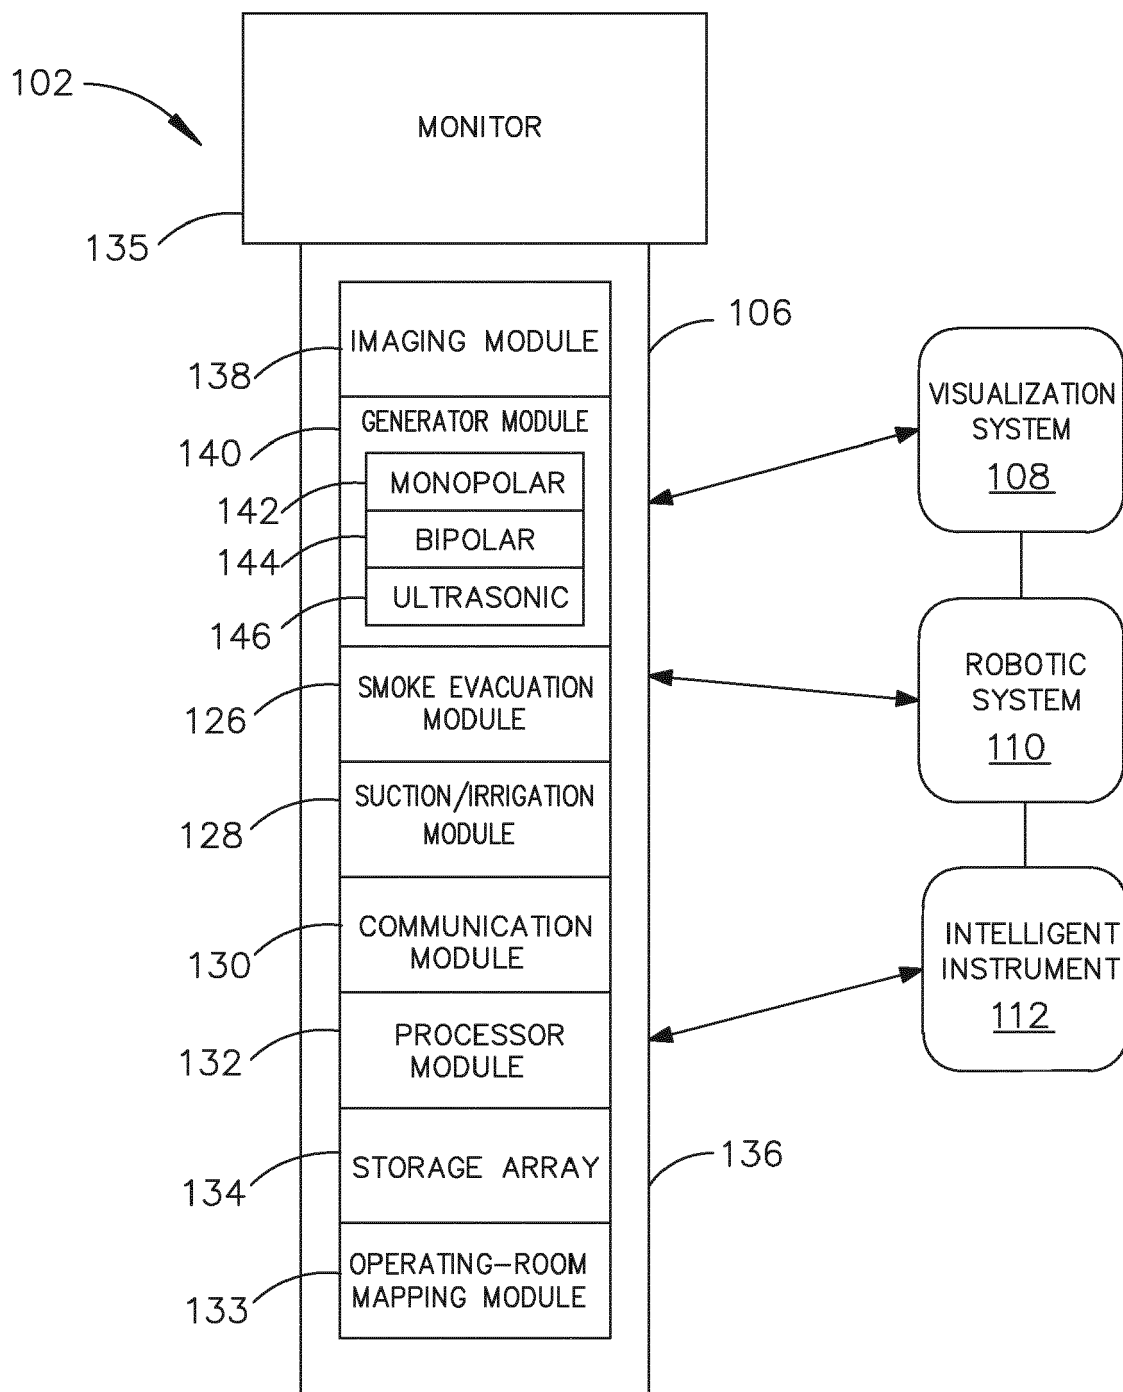 102
MONITOR
135
106
IMAGING MODULE
138
GENERATOR MODULE
140
MONOPOLAR
142
BIPOLAR
144
ULTRASONIC
146
SMOKE EVACUATION
MODULE
126
SUCTION/IRRIGATION
MODULE
128
COMMUNICATION
MODULE
130
PROCESSOR
MODULE
132
136
STORAGE ARRAY
134
OPERATING-ROOM
MAPPING MODULE
133
VISUALIZATION
SYSTEM
108
ROBOTIC
SYSTEM
110
INTELLIGENT
INSTRUMENT
112